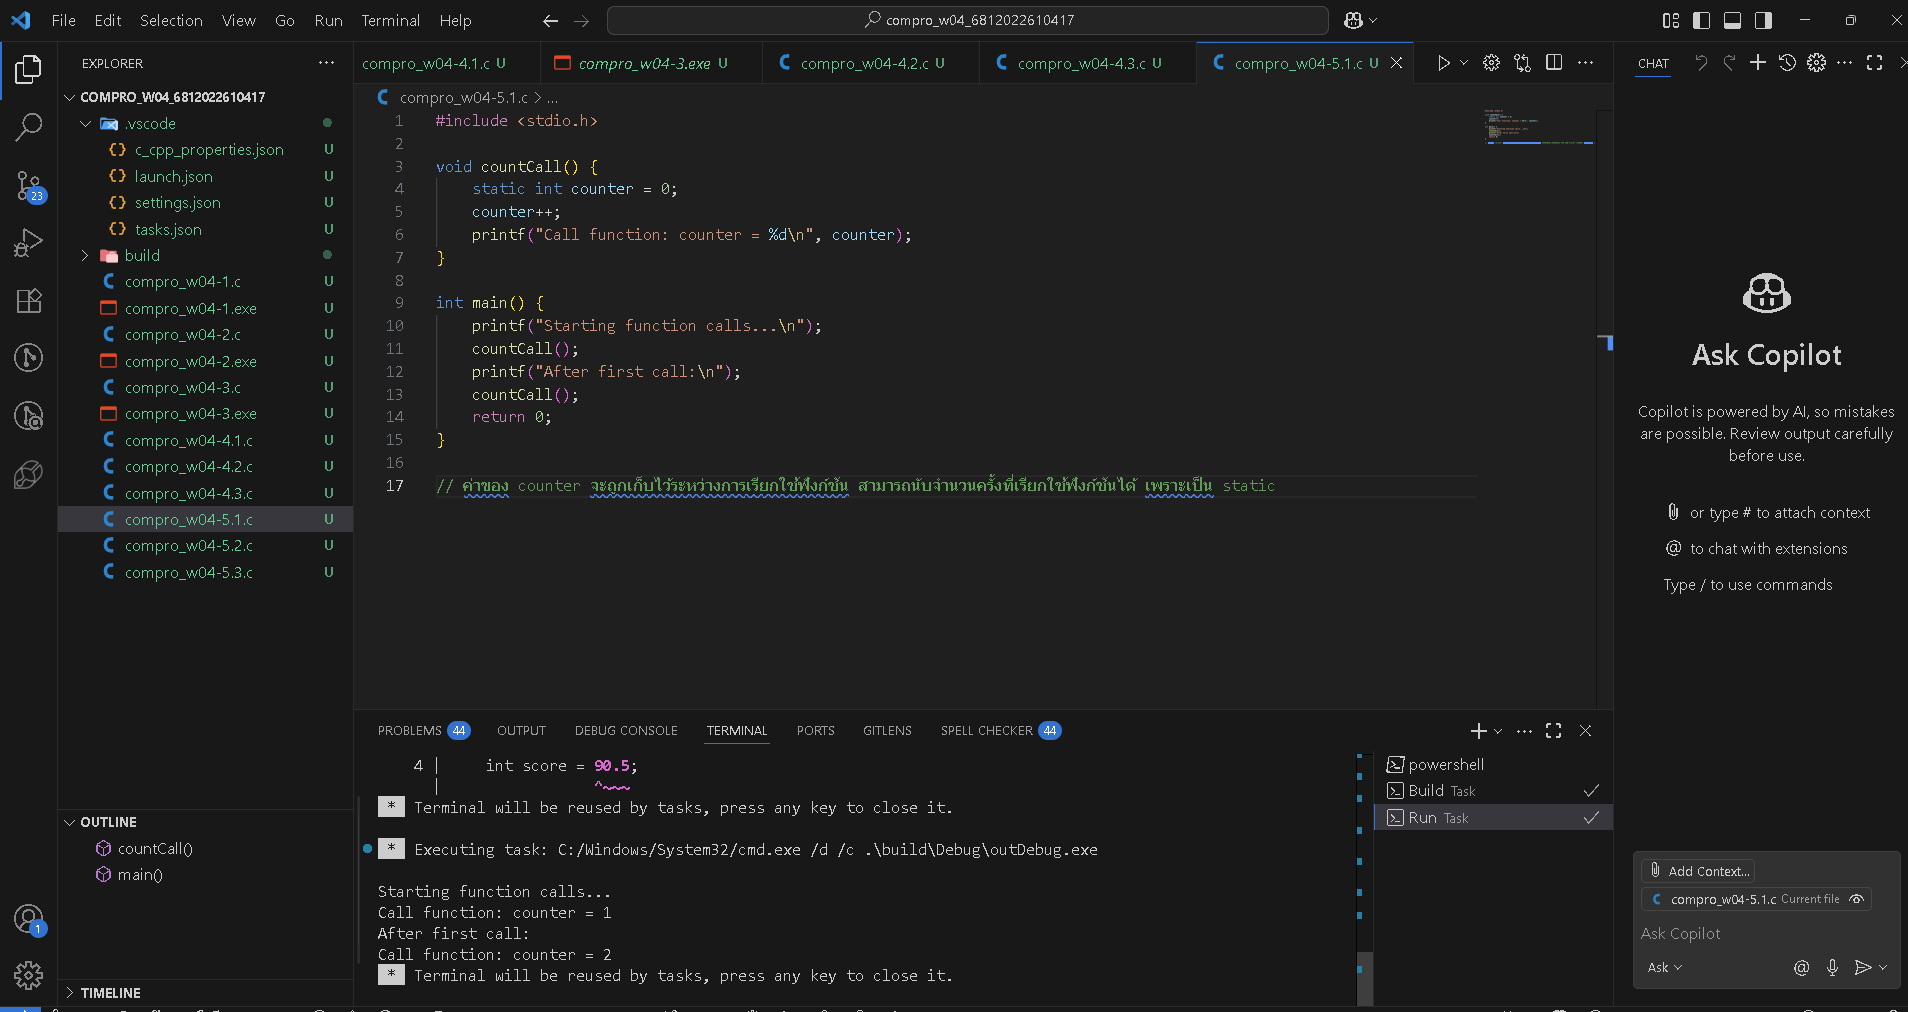 File Edit Selection View Go Run Terminal Help
compro_w04_6812022610417
EXPLORER
COMPRO_W04_6812022610417
.vscode
c_cpp_properties.json U
launch.json U
settings.json U
tasks.json U
build
compro_w04-1.c U
compro_w04-1.exe U
compro_w04-2.c U
compro_w04-2.exe U
compro_w04-3.c U
compro_w04-3.exe U
compro_w04-4.1.c U
compro_w04-4.2.c U
compro_w04-4.3.c U
compro_w04-5.1.c U
compro_w04-5.2.c U
compro_w04-5.3.c U
23
1
OUTLINE
countCall()
main()
TIMELINE
compro_w04-4.1.c U compro_w04-3.exe U compro_w04-4.2.c U compro_w04-4.3.c U compro_w04-5.1.c U
compro_w04-5.1.c > ...
1 #include <stdio.h>
2
3 void countCall() {
4 static int counter = 0;
5 counter++;
6 printf("Call function: counter = %d\n", counter);
7 }
8
9 int main() {
10 printf("Starting function calls...\n");
11 countCall();
12 printf("After first call:\n");
13 countCall();
14 return 0;
15 }
16
17 // ค่าของ counter จะถูกเก็บไว้ระหว่างการเรียกใช้ฟังก์ชัน สามารถนับจำนวนครั้งที่เรียกใช้ฟังก์ชันได้ เพราะเป็น static
PROBLEMS 44 OUTPUT DEBUG CONSOLE TERMINAL PORTS GITLENS SPELL CHECKER 44
4 | int score = 90.5;
| ^~~~
* Terminal will be reused by tasks, press any key to close it.
* Executing task: C:/Windows/System32/cmd.exe /d /c .\build\Debug\outDebug.exe
Starting function calls...
Call function: counter = 1
After first call:
Call function: counter = 2
* Terminal will be reused by tasks, press any key to close it.
powershell
Build Task
Run Task
CHAT
Ask Copilot
Copilot is powered by AI, so mistakes
are possible. Review output carefully
before use.
or type # to attach context
@ to chat with extensions
Type / to use commands
Add Context...
compro_w04-5.1.c Current file
Ask Copilot
Ask